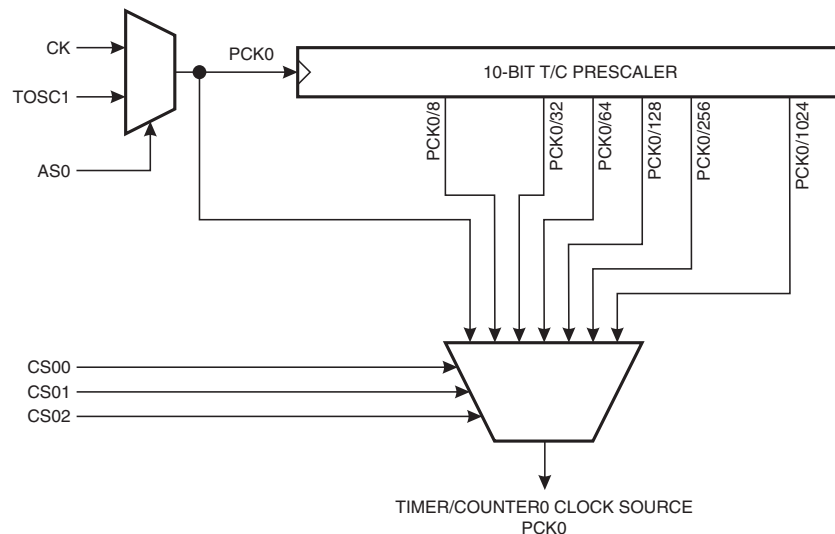 CK
PCK0
10-BIT T/C PRESCALER
TOSC1
AS0
PCK0/8
PCK0/32
PCK0/64
PCK0/128
PCK0/256
PCK0/1024
CS00
CS01
CS02
TIMER/COUNTER0 CLOCK SOURCE
PCK0